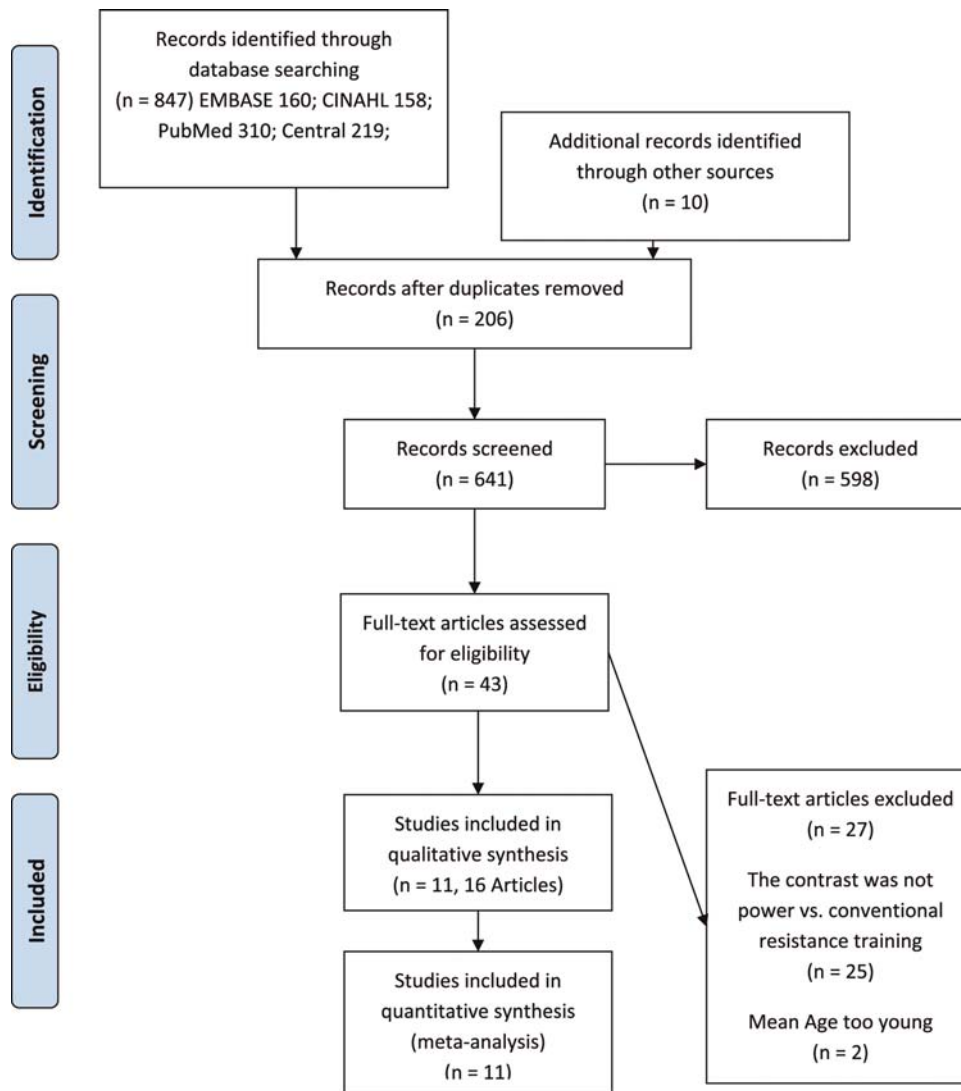 Identification
Records identified through
database searching
(n = 847) EMBASE 160; CINAHL 158;
PubMed 310; Central 219;
Additional records identified
through other sources
(n = 10)
Records after duplicates removed
(n = 206)
Screening
Records screened
(n = 641)
Records excluded
(n = 598)
Eligibility
Full-text articles assessed
for eligibility
(n = 43)
Full-text articles excluded
(n = 27)
The contrast was not
power vs. conventional
resistance training
(n = 25)
Mean Age too young
(n = 2)
Included
Studies included in
qualitative synthesis
(n = 11, 16 Articles)
Studies included in
quantitative synthesis
(meta-analysis)
(n = 11)